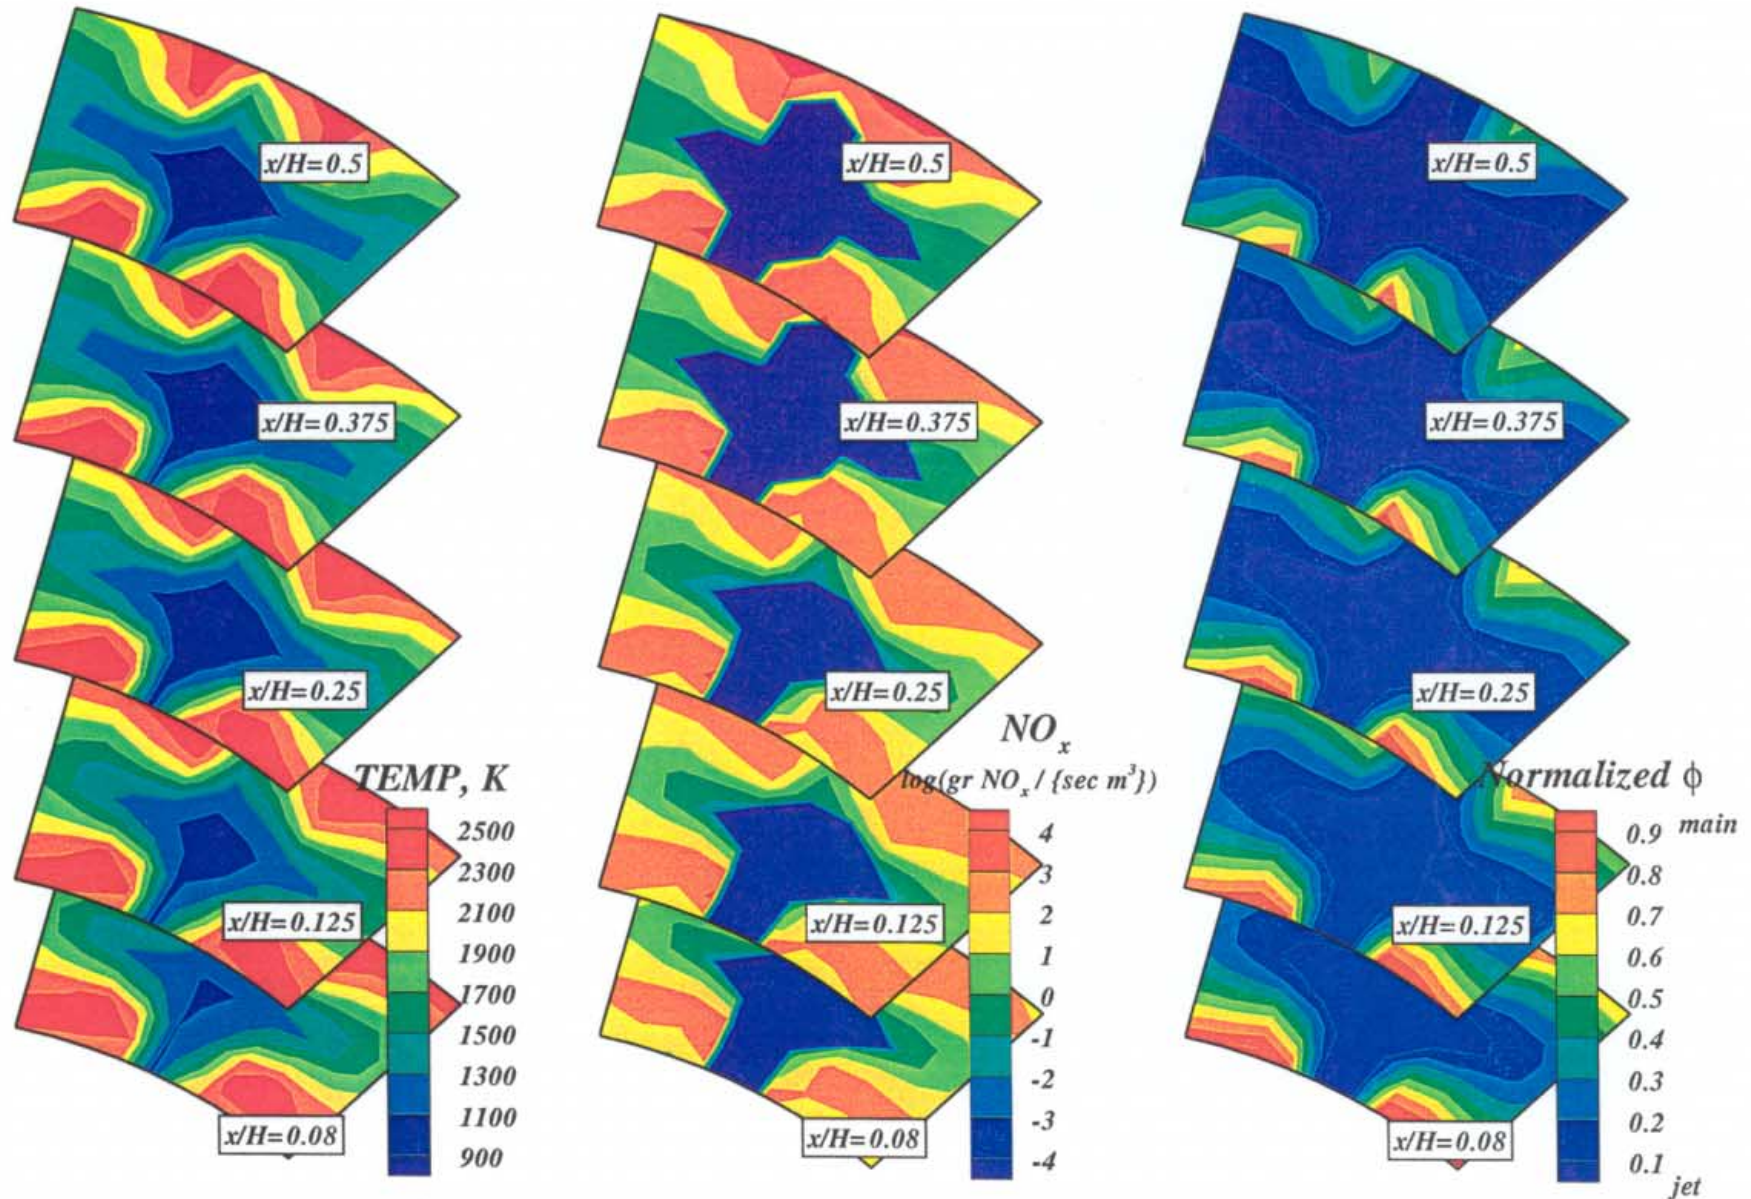 x/H=0.5
x/H=0.375
x/H=0.25
x/H=0.125
x/H=0.08
TEMP, K
2500
2300
2100
1900
1700
1500
1300
1100
900
x/H=0.5
x/H=0.375
x/H=0.25
x/H=0.125
x/H=0.08
NOx
log(gr NOx / {sec m³})
4
3
2
1
0
-1
-2
-3
-4
x/H=0.5
x/H=0.375
x/H=0.25
x/H=0.125
x/H=0.08
Normalized ϕ
0.9 main
0.8
0.7
0.6
0.5
0.4
0.3
0.2
0.1
jet